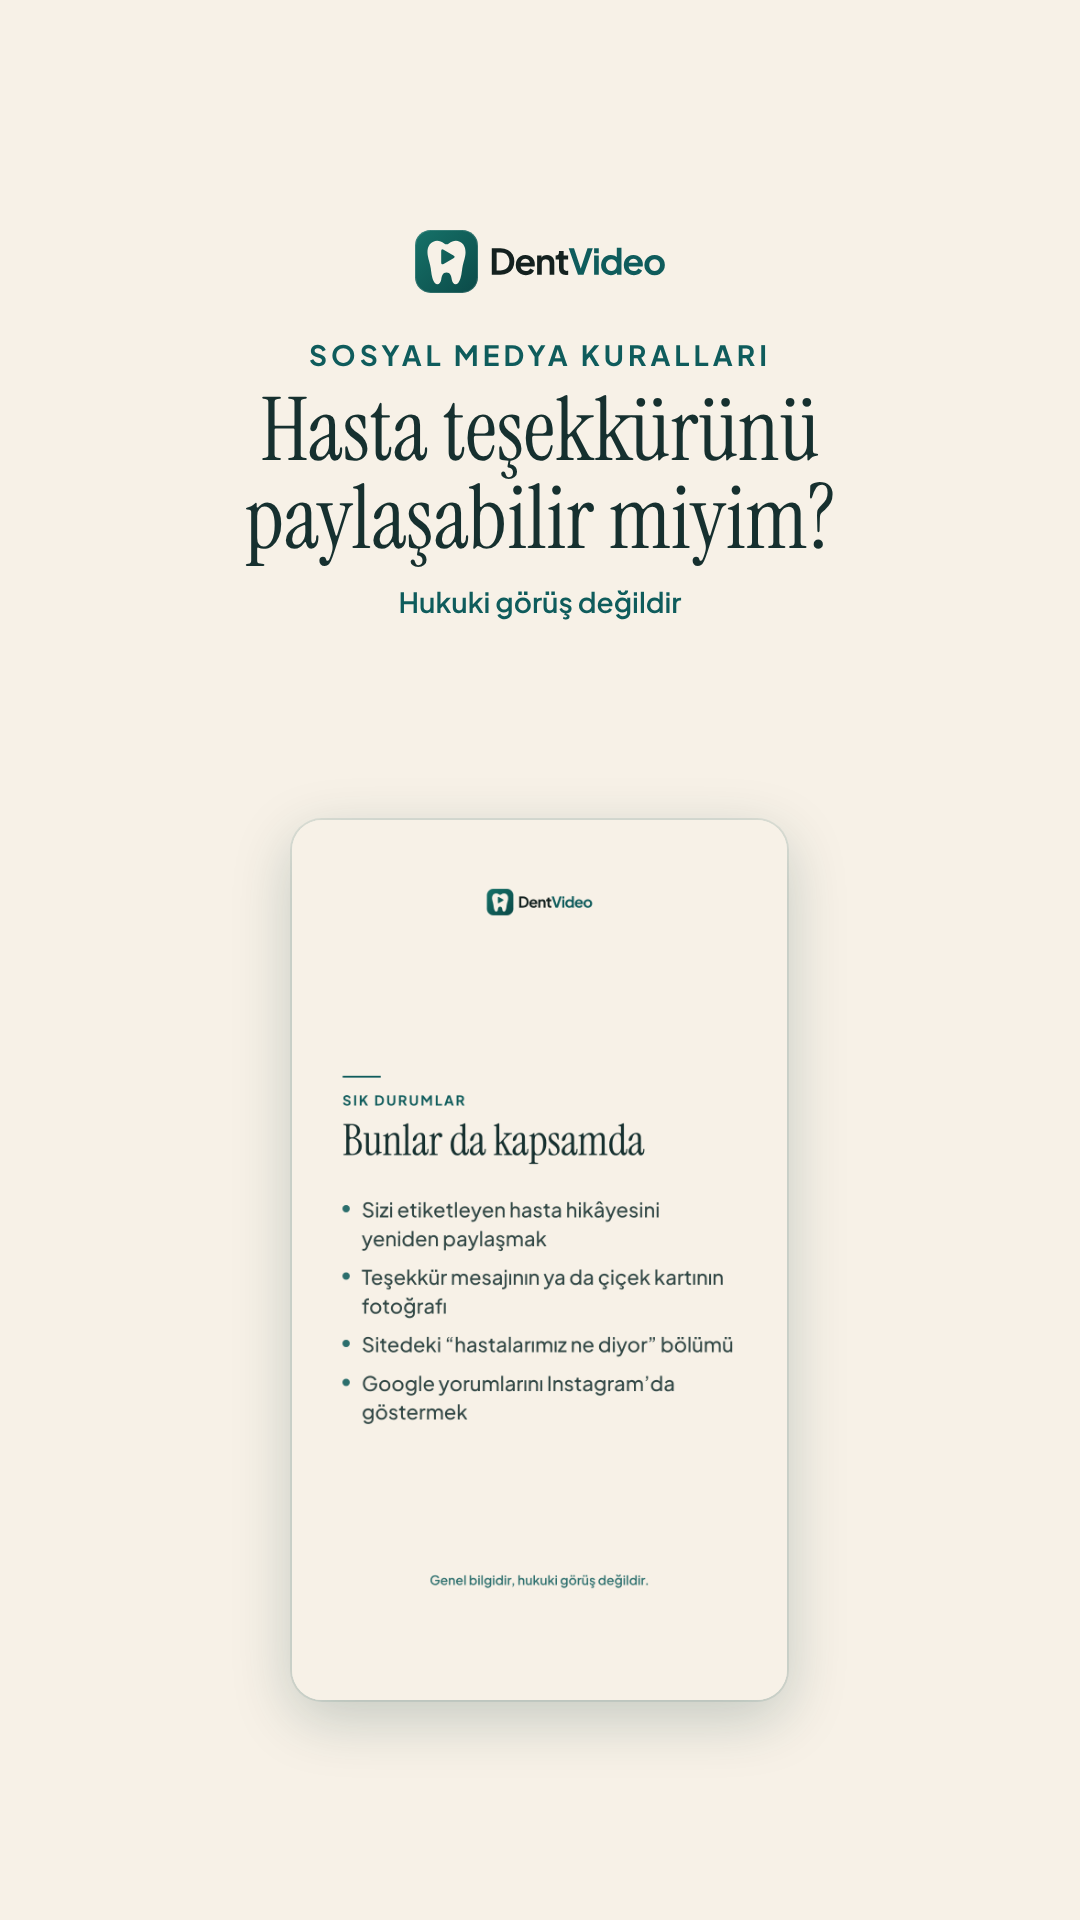 DentVideo
SOSYAL MEDYA KURALLARI
Hasta teşekkürünü
paylaşabilir miyim?
Hukuki görüş değildir
DentVideo
SIK DURUMLAR
Bunlar da kapsamda
• Sizi etiketleyen hasta hikâyesini
yeniden paylaşmak
• Teşekkür mesajının ya da çiçek kartının
fotoğrafı
• Sitedeki “hastalarımız ne diyor” bölümü
• Google yorumlarını Instagram’da
göstermek
Genel bilgidir, hukuki görüş değildir.